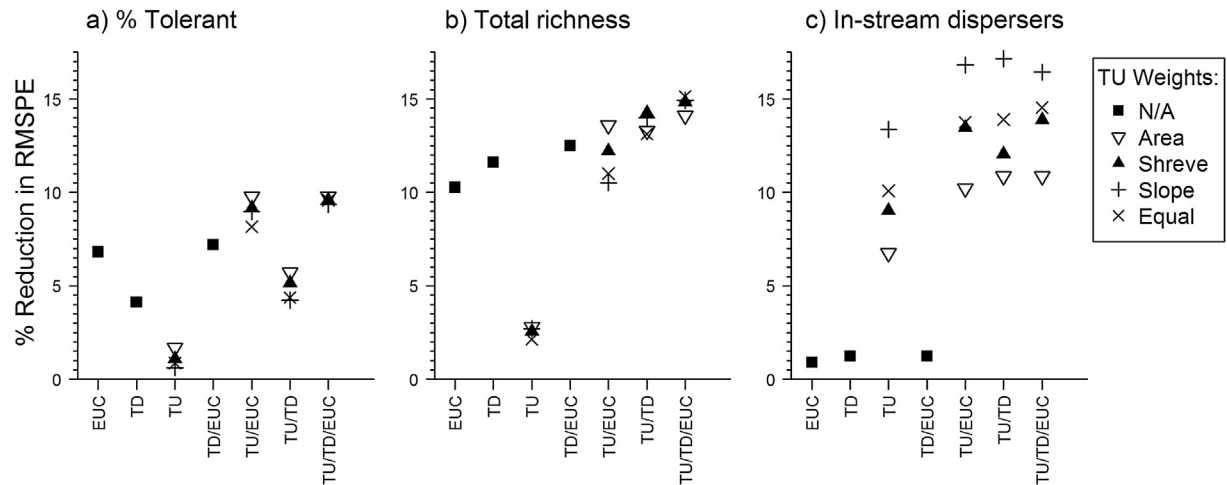 a) % Tolerant
b) Total richness
c) In-stream dispersers
% Reduction in RMSPE
15
10
5
0
EUC
TD
TU
TD/EUC
TU/EUC
TU/TD
TU/TD/EUC
15
10
5
0
EUC
TD
TU
TD/EUC
TU/EUC
TU/TD
TU/TD/EUC
15
10
5
0
EUC
TD
TU
TD/EUC
TU/EUC
TU/TD
TU/TD/EUC
TU Weights:
N/A
Area
Shreve
Slope
Equal